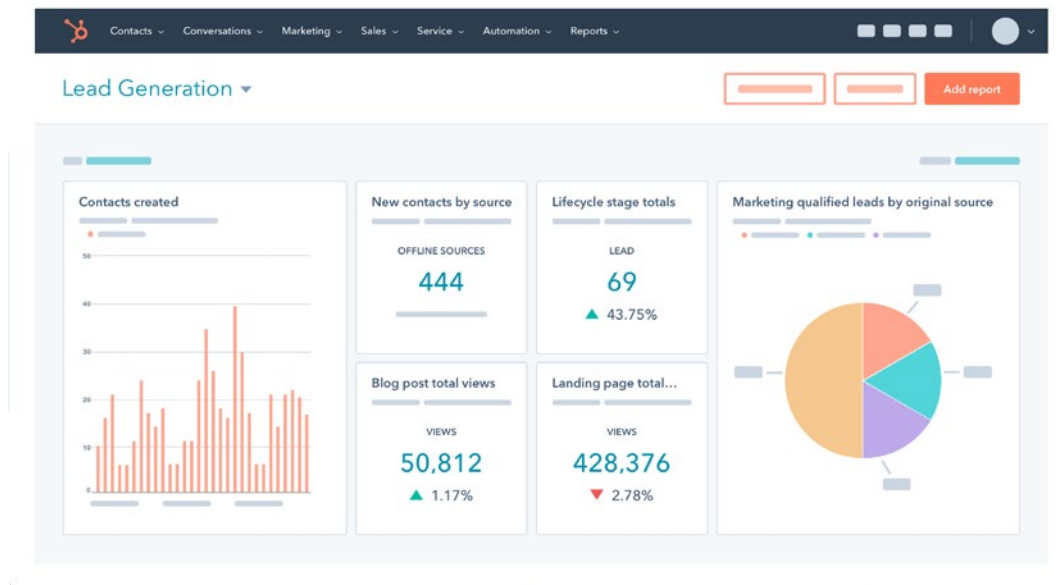 Contacts Conversations Marketing Sales Service Automation Reports
Lead Generation
Add report
Contacts created
50
40
30
20
10
0
New contacts by source
OFFLINE SOURCES
444
Lifecycle stage totals
LEAD
69
43.75%
Blog post total views
VIEWS
50,812
1.17%
Landing page total...
VIEWS
428,376
2.78%
Marketing qualified leads by original source